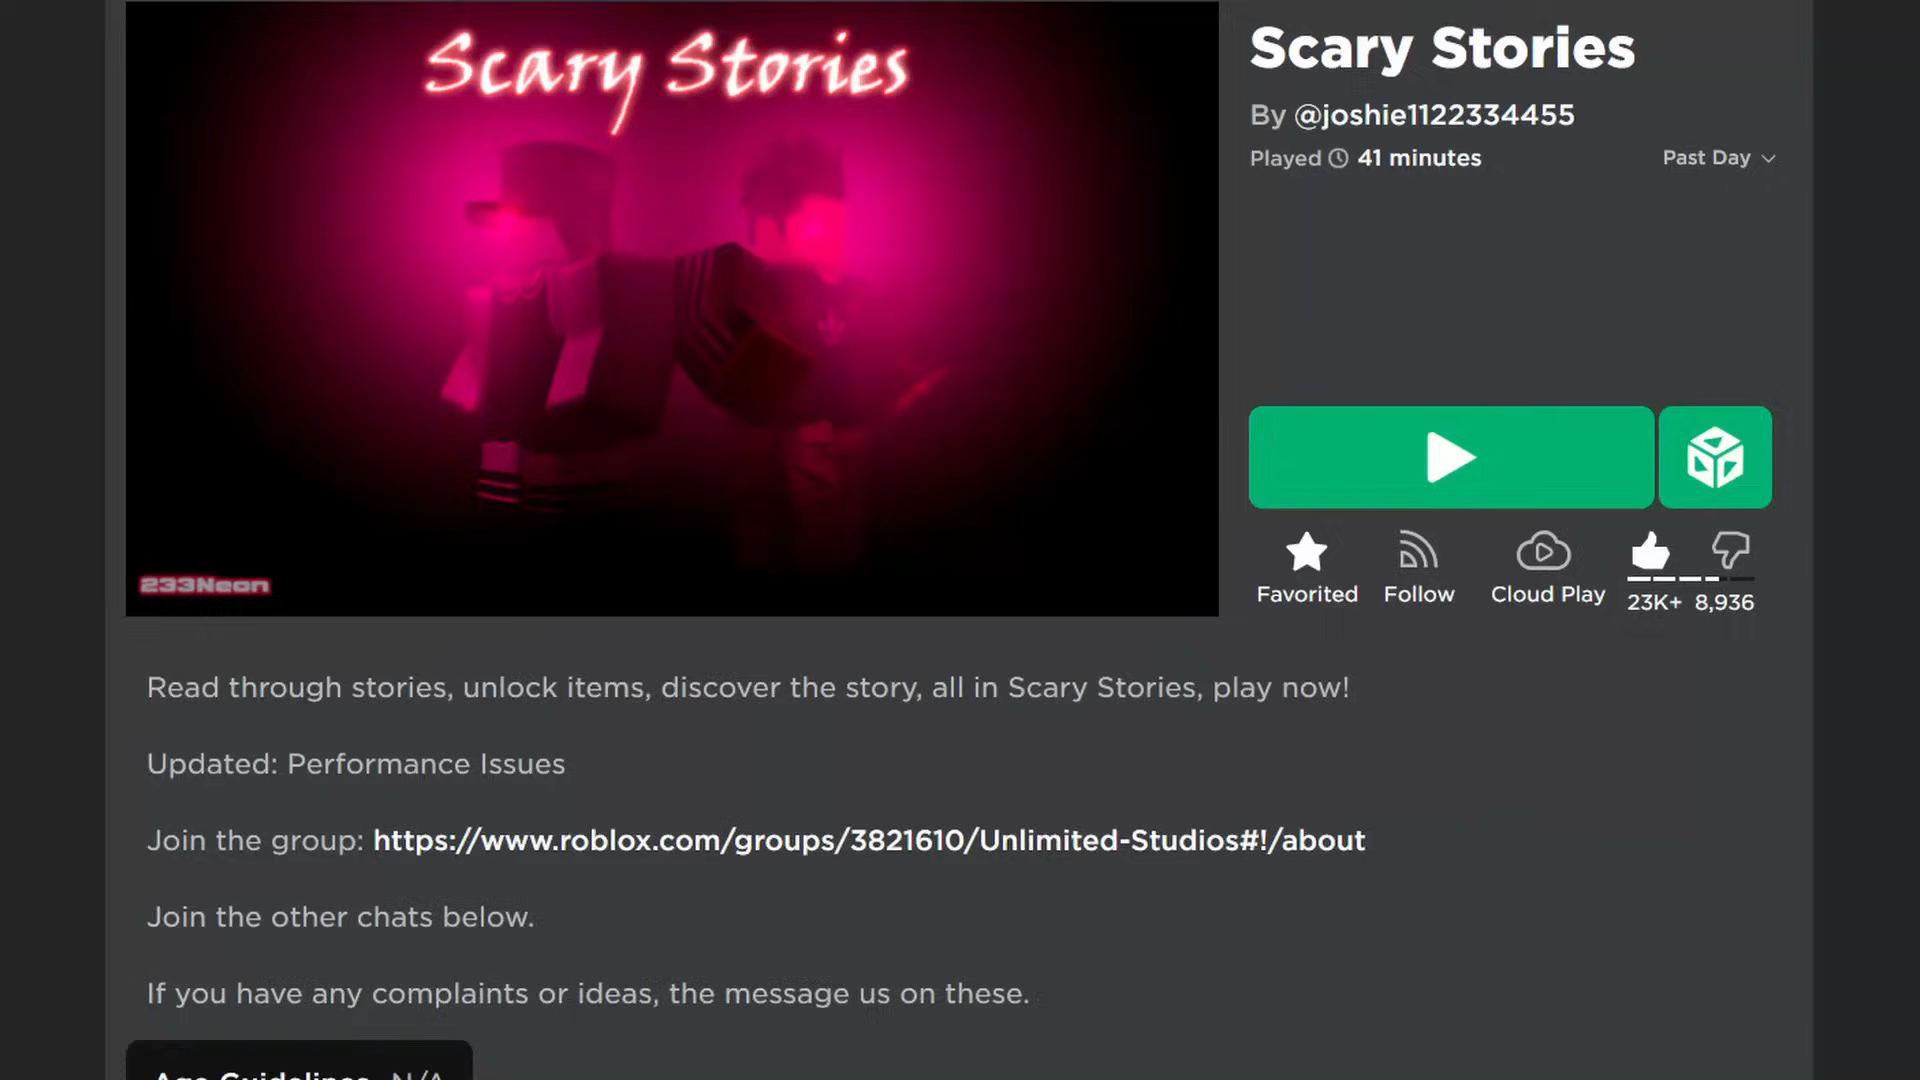 Scary Stories
233Neon
Scary Stories
By @joshie1122334455
Played 41 minutes
Past Day
Favorited
Follow
Cloud Play
23K+ 8,936
Read through stories, unlock items, discover the story, all in Scary Stories, play now!
Updated: Performance Issues
Join the group: https://www.roblox.com/groups/3821610/Unlimited-Studios#!/about
Join the other chats below.
If you have any complaints or ideas, the message us on these.
Age Guidelines N/A